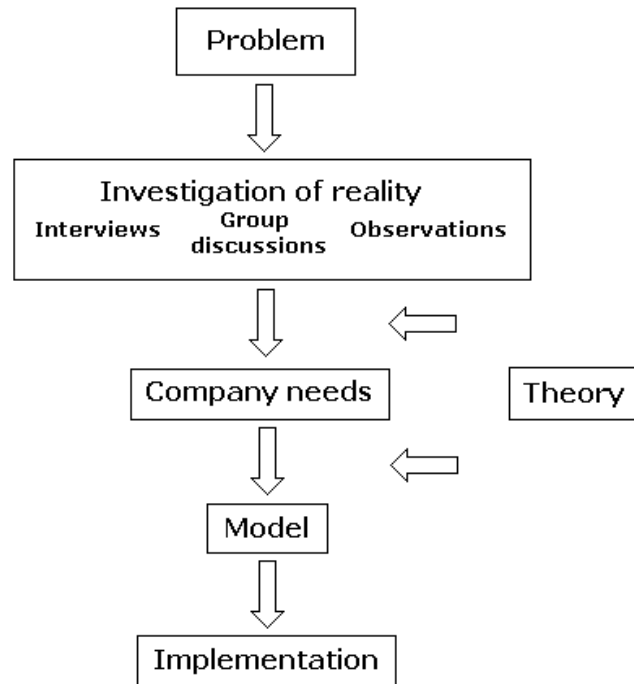 Problem
Investigation of reality
Interviews Group discussions Observations
Company needs
Theory
Model
Implementation